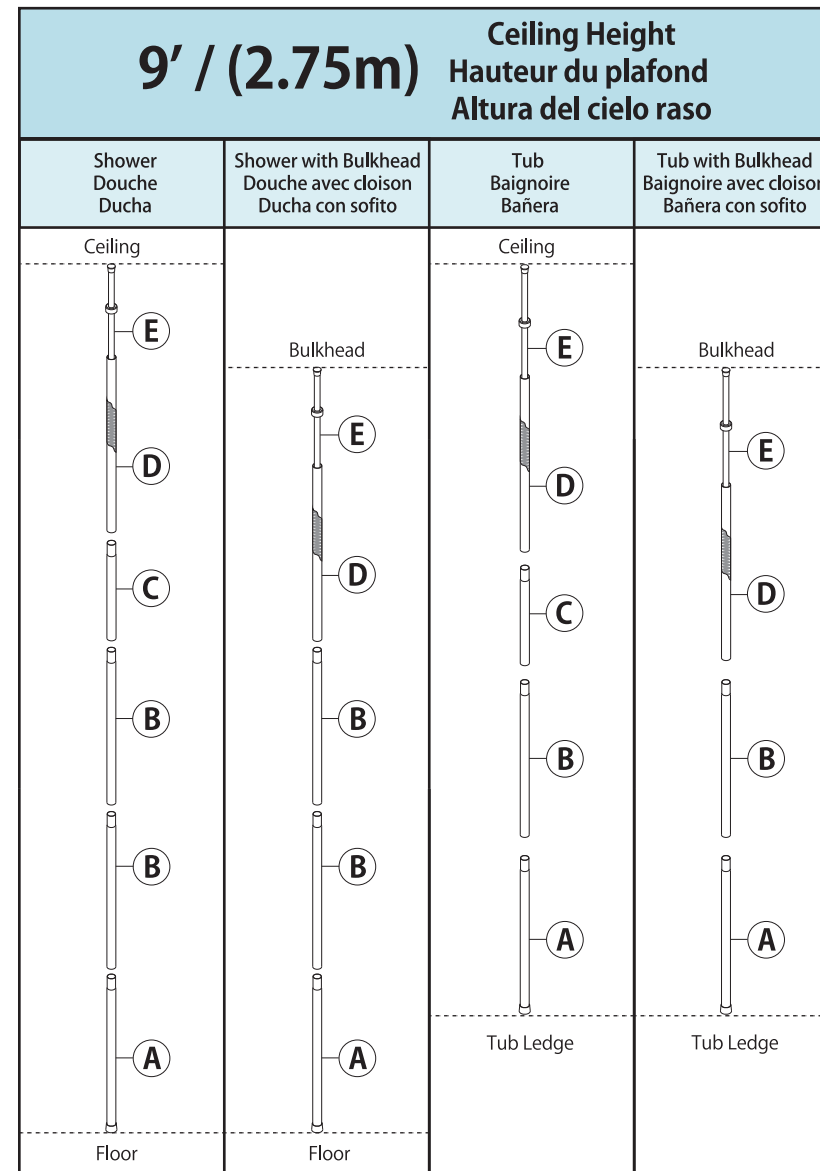 9′ / (2.75m)
Ceiling Height
Hauteur du plafond
Altura del cielo raso
Shower
Douche
Ducha
Shower with Bulkhead
Douche avec cloison
Ducha con sofito
Tub
Baignoire
Bañera
Tub with Bulkhead
Baignoire avec cloison
Bañera con sofito
Ceiling
E
D
C
B
B
A
Floor
Bulkhead
E
D
B
B
A
Floor
Ceiling
E
D
C
B
A
Tub Ledge
Bulkhead
E
D
B
A
Tub Ledge